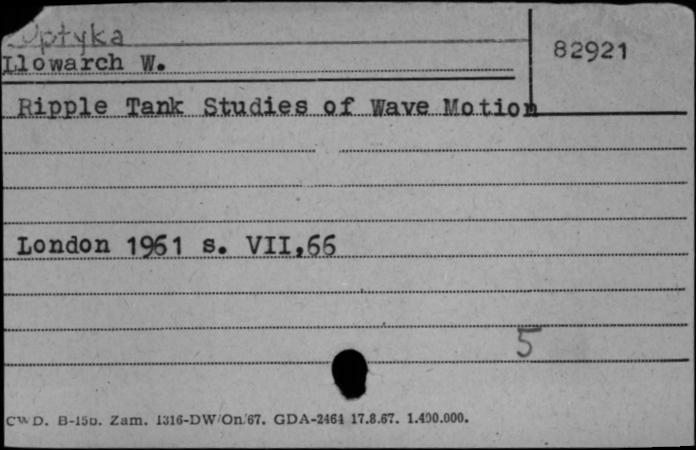 Optyka
82921
Llowarch W.
Ripple Tank Studies of Wave Motion
London 1961 s. VII,66
5
CWD. B-15b. Zam. 1316-DW/On/67. GDA-2464 17.8.67. 1.400.000.